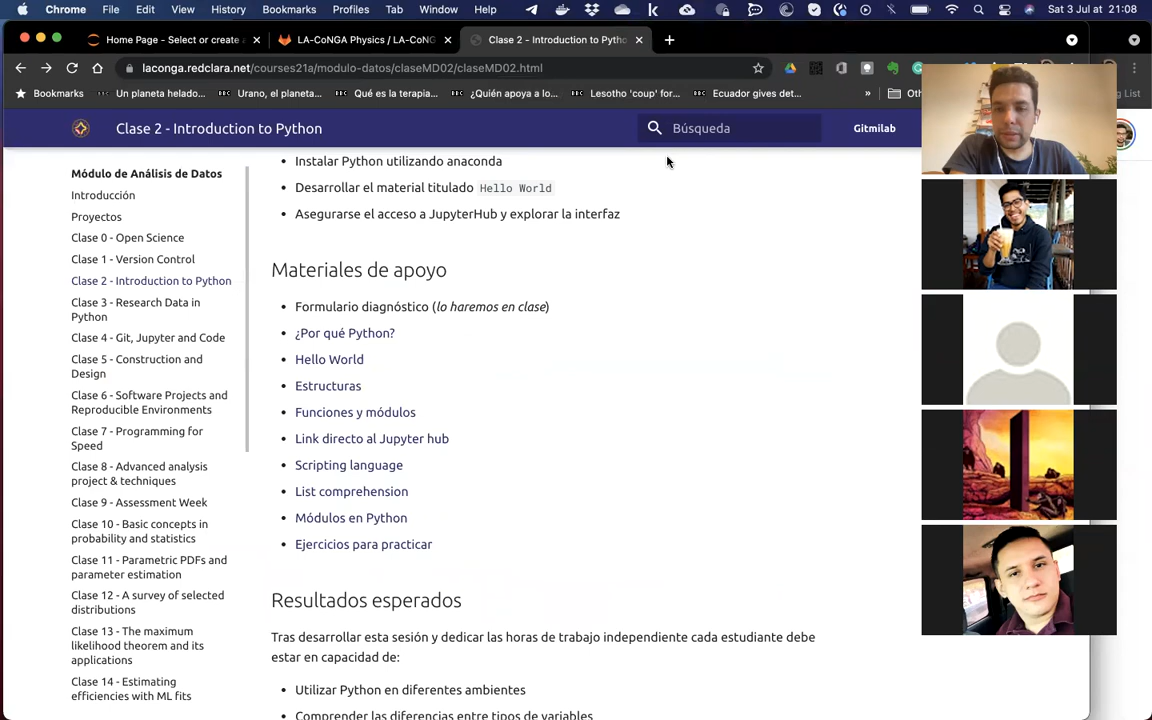 Chrome File Edit View History Bookmarks Profiles Tab Window Help Sat 3 Jul at 21:08
Home Page - Select or create a
LA-CoNGA Physics / LA-CoNG
Clase 2 - Introduction to Pytho
laconga.redclara.net/courses21a/modulo-datos/claseMD02/claseMD02.html
Bookmarks Un planeta helado... Urano, el planeta... Qué es la terapia... ¿Quién apoya a lo... Lesotho 'coup' for... Ecuador gives det... » Oth g List
Clase 2 - Introduction to Python Búsqueda Gitmilab
Módulo de Análisis de Datos
Introducción
Proyectos
Clase 0 - Open Science
Clase 1 - Version Control
Clase 2 - Introduction to Python
Clase 3 - Research Data in
Python
Clase 4 - Git, Jupyter and Code
Clase 5 - Construction and
Design
Clase 6 - Software Projects and
Reproducible Environments
Clase 7 - Programming for
Speed
Clase 8 - Advanced analysis
project & techniques
Clase 9 - Assessment Week
Clase 10 - Basic concepts in
probability and statistics
Clase 11 - Parametric PDFs and
parameter estimation
Clase 12 - A survey of selected
distributions
Clase 13 - The maximum
likelihood theorem and its
applications
Clase 14 - Estimating
efficiencies with ML fits
• Instalar Python utilizando anaconda
• Desarrollar el material titulado Hello World
• Asegurarse el acceso a JupyterHub y explorar la interfaz
Materiales de apoyo
• Formulario diagnóstico (lo haremos en clase)
• ¿Por qué Python?
• Hello World
• Estructuras
• Funciones y módulos
• Link directo al Jupyter hub
• Scripting language
• List comprehension
• Módulos en Python
• Ejercicios para practicar
Resultados esperados
Tras desarrollar esta sesión y dedicar las horas de trabajo independiente cada estudiante debe
estar en capacidad de:
• Utilizar Python en diferentes ambientes
• Comprender las diferencias entre tipos de variables